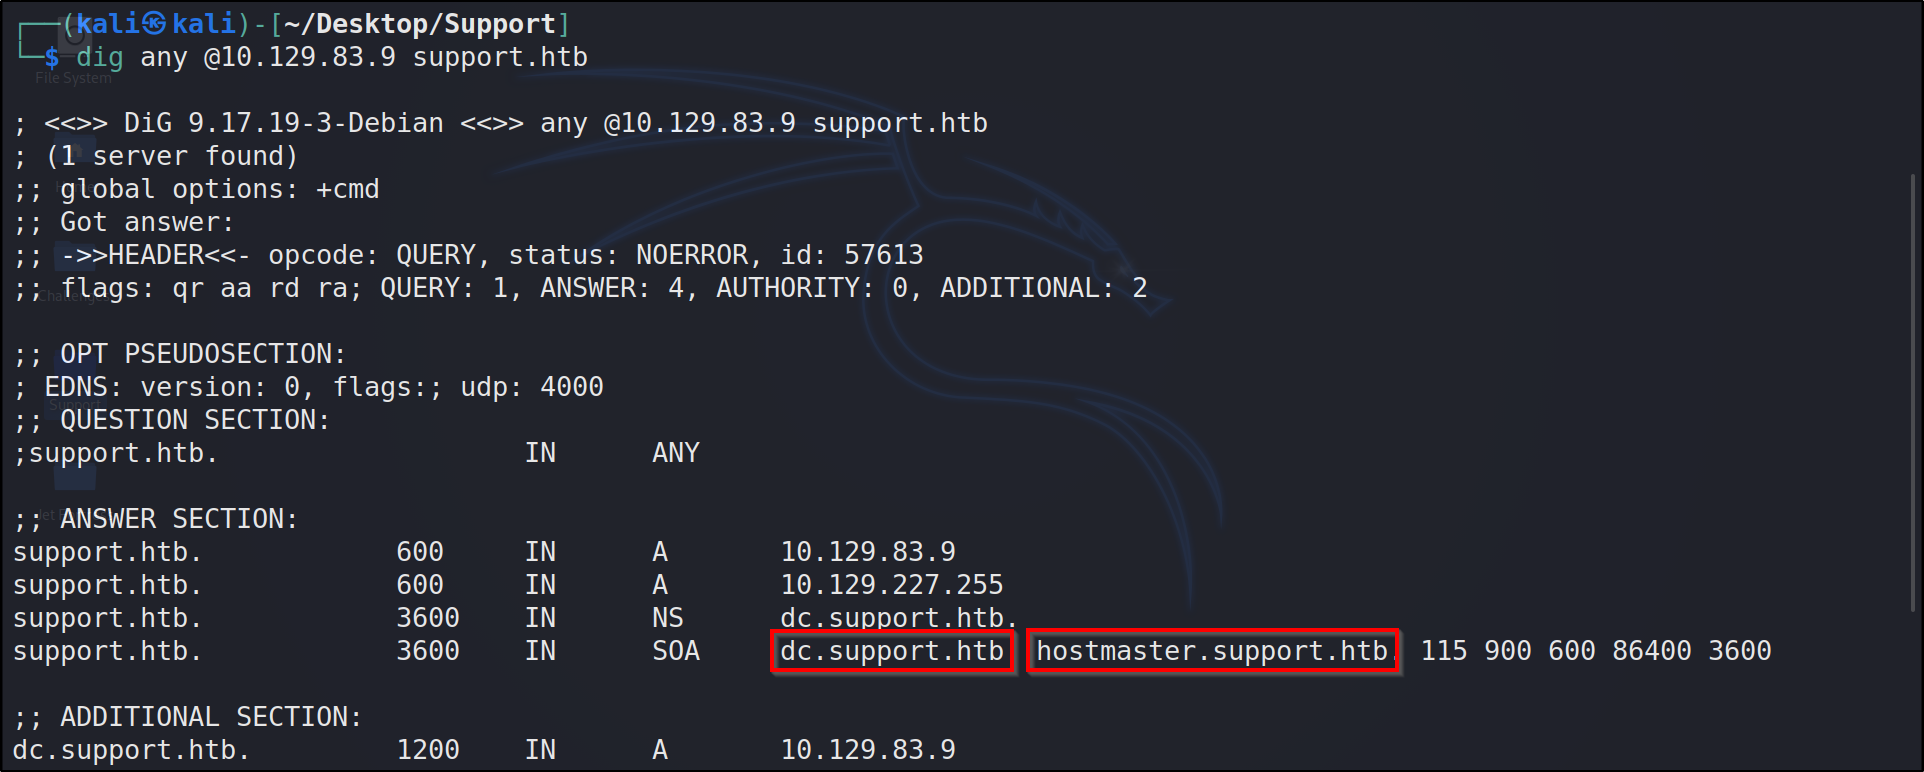 ┌──(kali㉿kali)-[~/Desktop/Support]
└─$ dig any @10.129.83.9 support.htb
File System
; <<>> DiG 9.17.19-3-Debian <<>> any @10.129.83.9 support.htb
; (1 server found)
;; global options: +cmd
;; Got answer:
;; ->>HEADER<<- opcode: QUERY, status: NOERROR, id: 57613
;; flags: qr aa rd ra; QUERY: 1, ANSWER: 4, AUTHORITY: 0, ADDITIONAL: 2
Challenges
;; OPT PSEUDOSECTION:
; EDNS: version: 0, flags:; udp: 4000
Support
;; QUESTION SECTION:
;support.htb. IN ANY
;; ANSWER SECTION:
support.htb. 600 IN A 10.129.83.9
support.htb. 600 IN A 10.129.227.255
support.htb. 3600 IN NS dc.support.htb.
support.htb. 3600 IN SOA dc.support.htb hostmaster.support.htb. 115 900 600 86400 3600
;; ADDITIONAL SECTION:
dc.support.htb. 1200 IN A 10.129.83.9